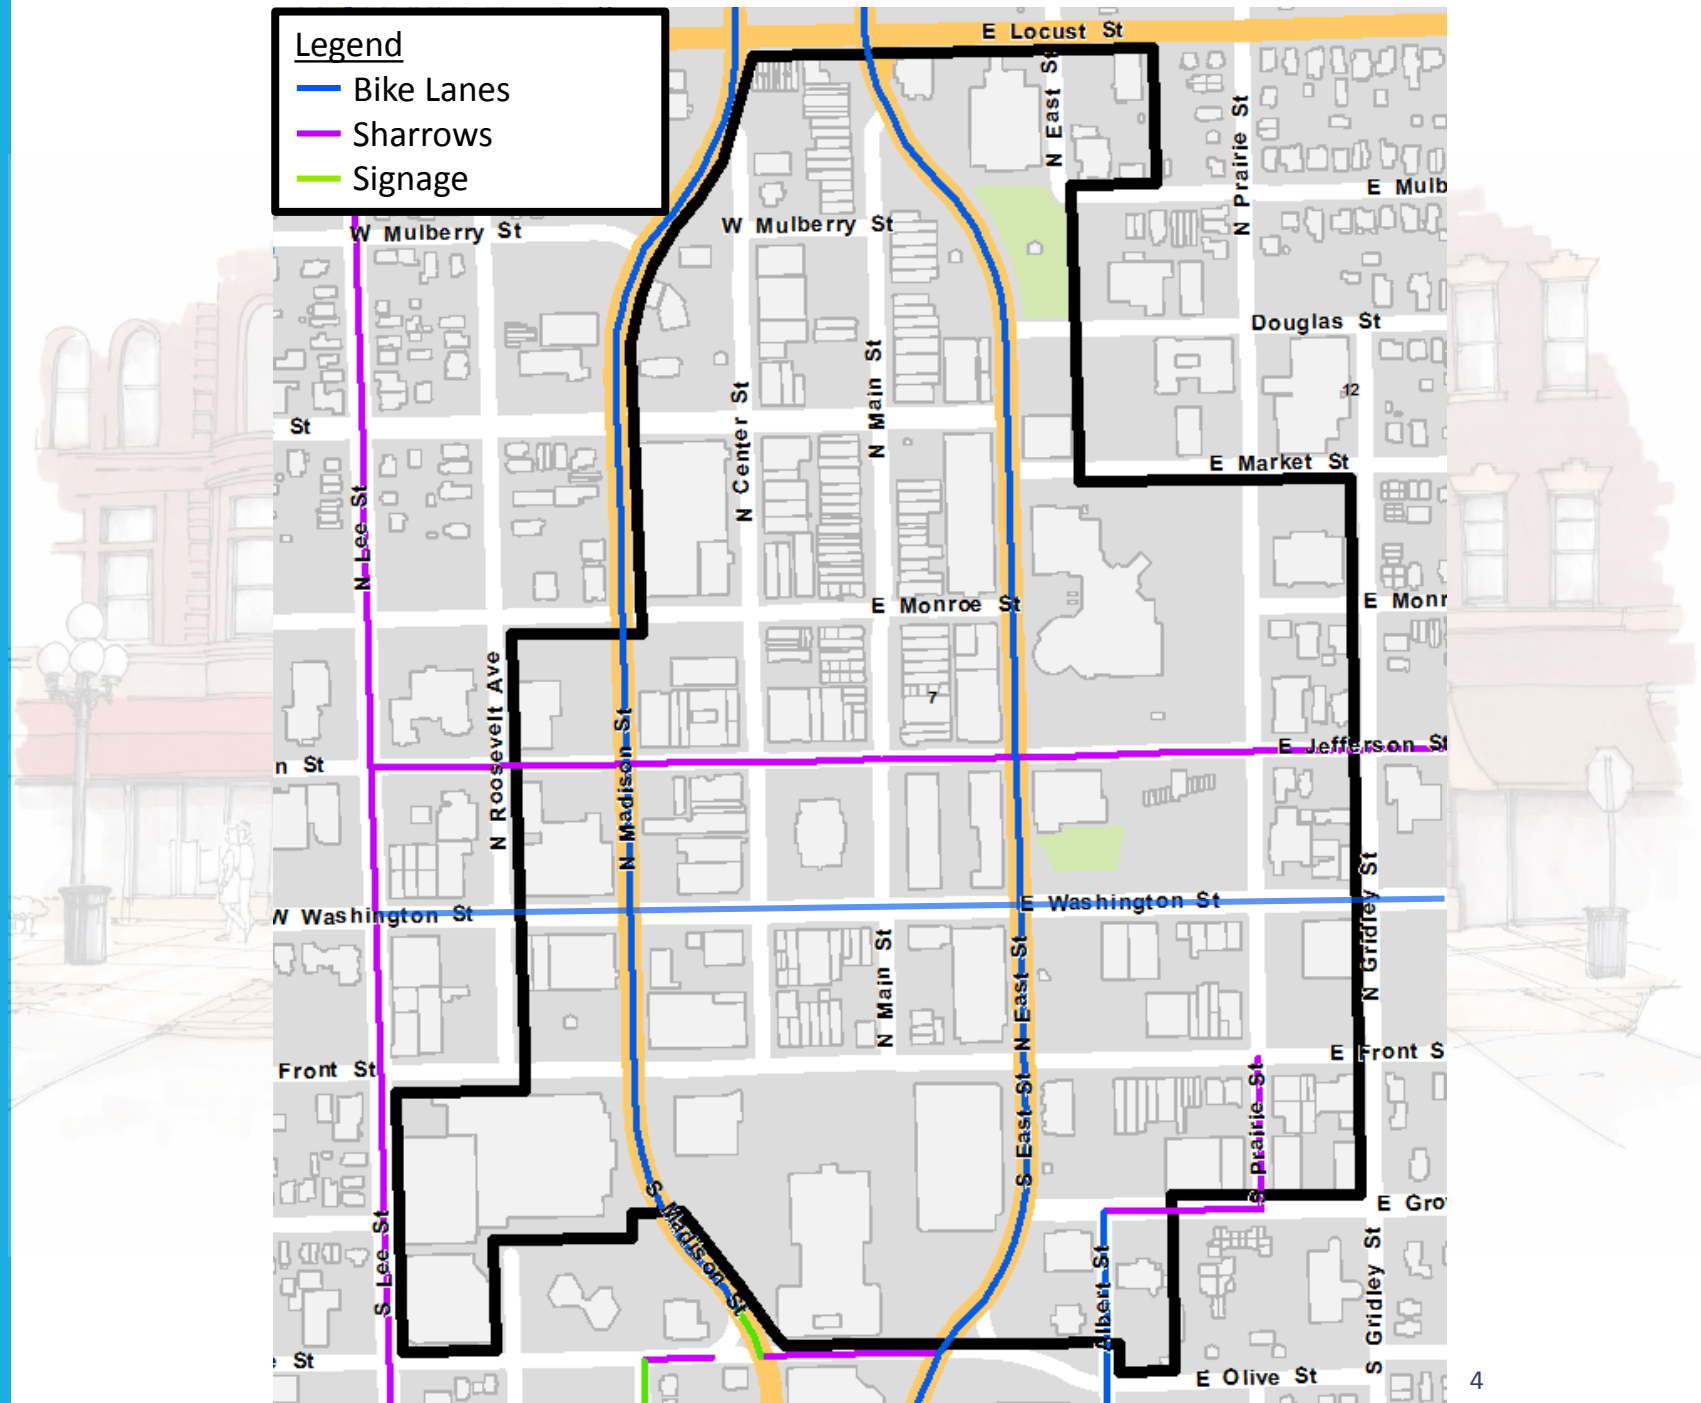 Legend
Bike Lanes
Sharrows
Signage
E Locust St
N East St
N Prairie St
E Mulb
W Mulberry St
W Mulberry St
Douglas St
N Main St
12
N Center St
St
E Market St
N Lee St
E Monroe St
E Monr
N Roosevelt Ave
7
N Madison St
E Jefferson St
n St
W Washington St
E Washington St
N Gridley St
N Main St
N East St
Front St
E Front S
S East St
S Prairie St
S Madison St
E Gro
S Lee St
Albert St
S Gridley St
St
E Olive St
4